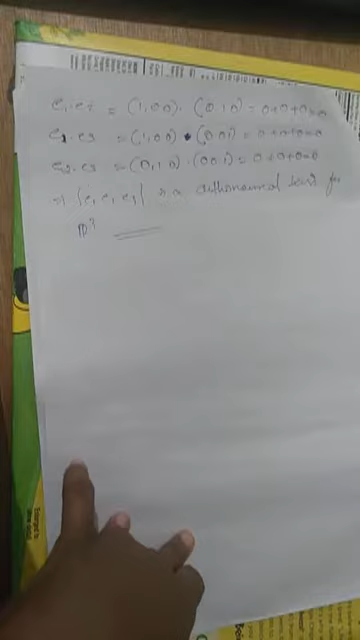 e₁·e₂ = (1,0,0)·(0,1,0) = 0+0+0=0
e₁·e₃ = (1,0,0)·(0,0,1) = 0+0+0=0
e₂·e₃ = (0,1,0)·(0,0,1) = 0+0+0=0
⇒ {e₁, e₂, e₃} is a orthonormal basis for
ℝ³